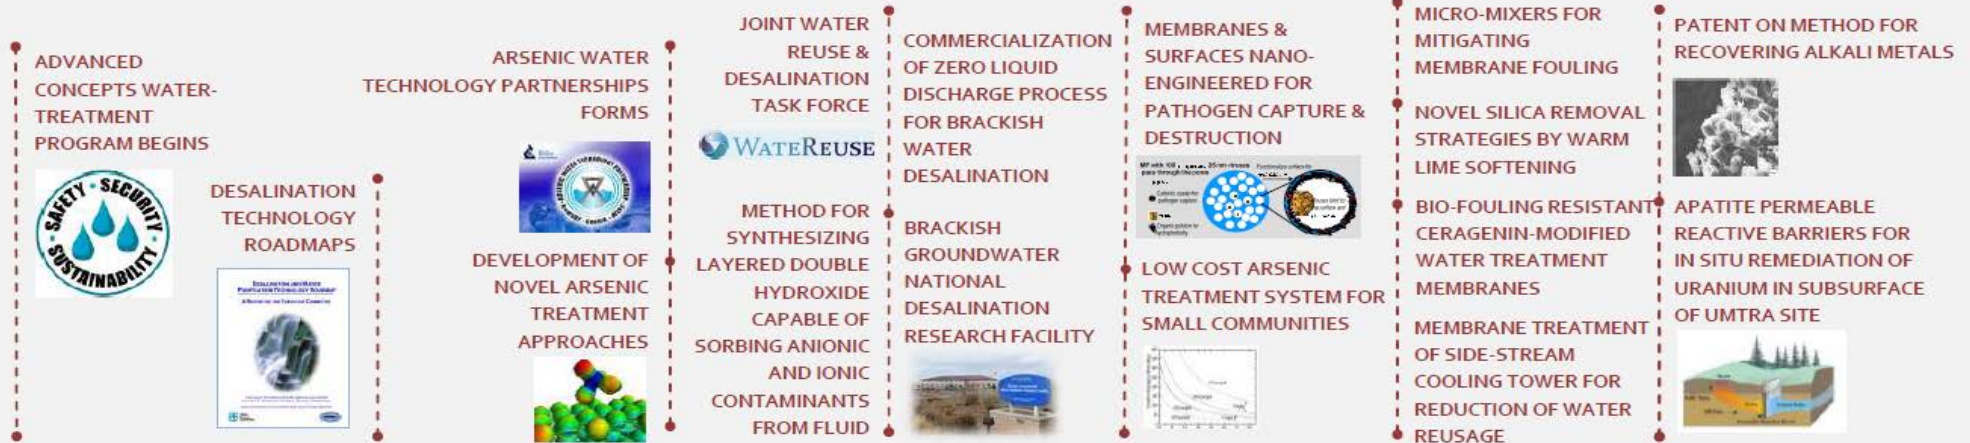 ADVANCED
CONCEPTS WATER-
TREATMENT
PROGRAM BEGINS
SAFETY · SECURITY
SUSTAINABILITY
DESALINATION
TECHNOLOGY
ROADMAPS
DESALINATION AND WATER
PURIFICATION TECHNOLOGY ROADMAP
ARSENIC WATER
TECHNOLOGY PARTNERSHIPS
FORMS
DEVELOPMENT OF
NOVEL ARSENIC
TREATMENT
APPROACHES
JOINT WATER
REUSE &
DESALINATION
TASK FORCE
WATEREUSE
METHOD FOR
SYNTHESIZING
LAYERED DOUBLE
HYDROXIDE
CAPABLE OF
SORBING ANIONIC
AND IONIC
CONTAMINANTS
FROM FLUID
COMMERCIALIZATION
OF ZERO LIQUID
DISCHARGE PROCESS
FOR BRACKISH
WATER
DESALINATION
BRACKISH
GROUNDWATER
NATIONAL
DESALINATION
RESEARCH FACILITY
MEMBRANES &
SURFACES NANO-
ENGINEERED FOR
PATHOGEN CAPTURE &
DESTRUCTION
LOW COST ARSENIC
TREATMENT SYSTEM FOR
SMALL COMMUNITIES
MICRO-MIXERS FOR
MITIGATING
MEMBRANE FOULING
NOVEL SILICA REMOVAL
STRATEGIES BY WARM
LIME SOFTENING
BIO-FOULING RESISTANT
CERAGENIN-MODIFIED
WATER TREATMENT
MEMBRANES
MEMBRANE TREATMENT
OF SIDE-STREAM
COOLING TOWER FOR
REDUCTION OF WATER
REUSAGE
PATENT ON METHOD FOR
RECOVERING ALKALI METALS
APATITE PERMEABLE
REACTIVE BARRIERS FOR
IN SITU REMEDIATION OF
URANIUM IN SUBSURFACE
OF UMTRA SITE